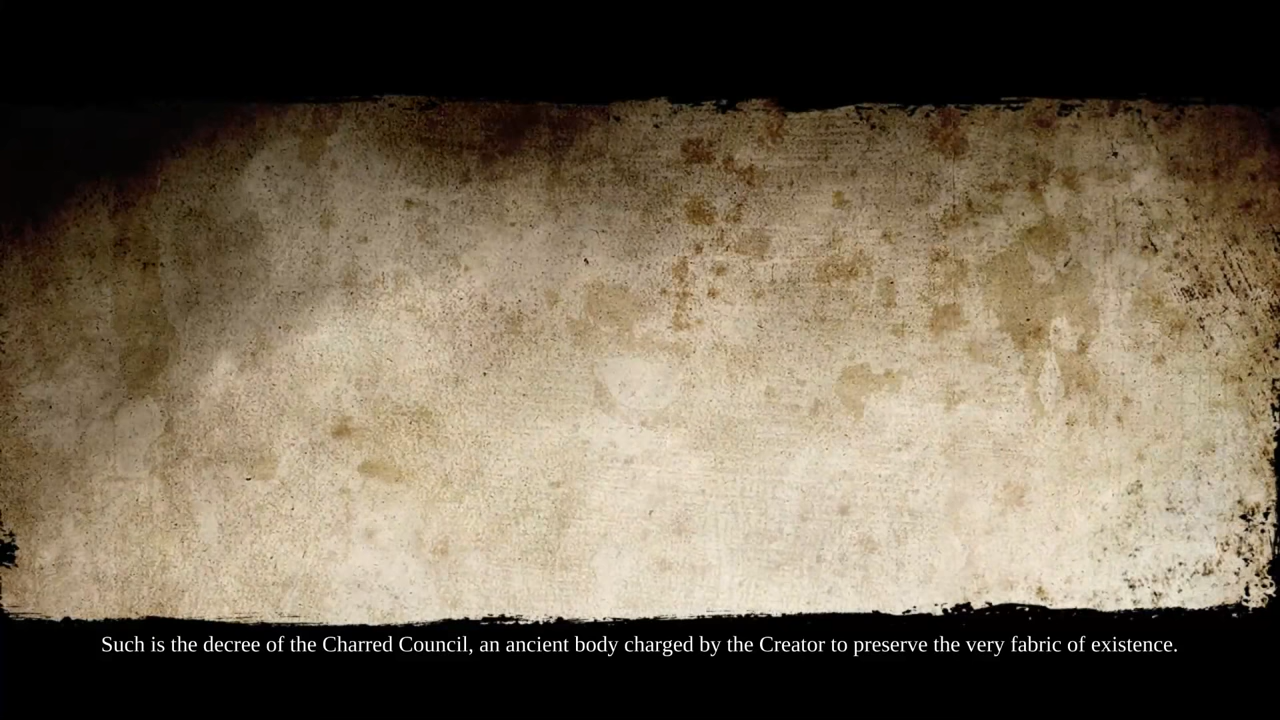 Such is the decree of the Charred Council, an ancient body charged by the Creator to preserve the very fabric of existence.